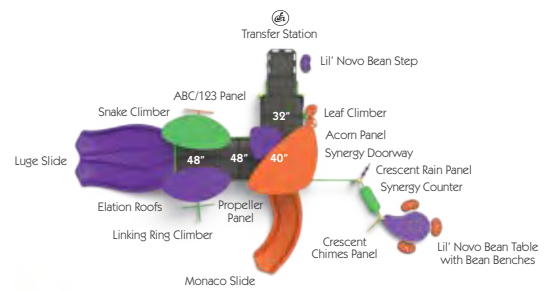 Transfer Station
Lil' Novo Bean Step
ABC/123 Panel
Snake Climber
32"
Leaf Climber
Acorn Panel
Synergy Doorway
Luge Slide
48"
48"
40"
Crescent Rain Panel
Synergy Counter
Elation Roofs
Propeller
Panel
Linking Ring Climber
Crescent
Chimes Panel
Lil' Novo Bean Table
with Bean Benches
Monaco Slide